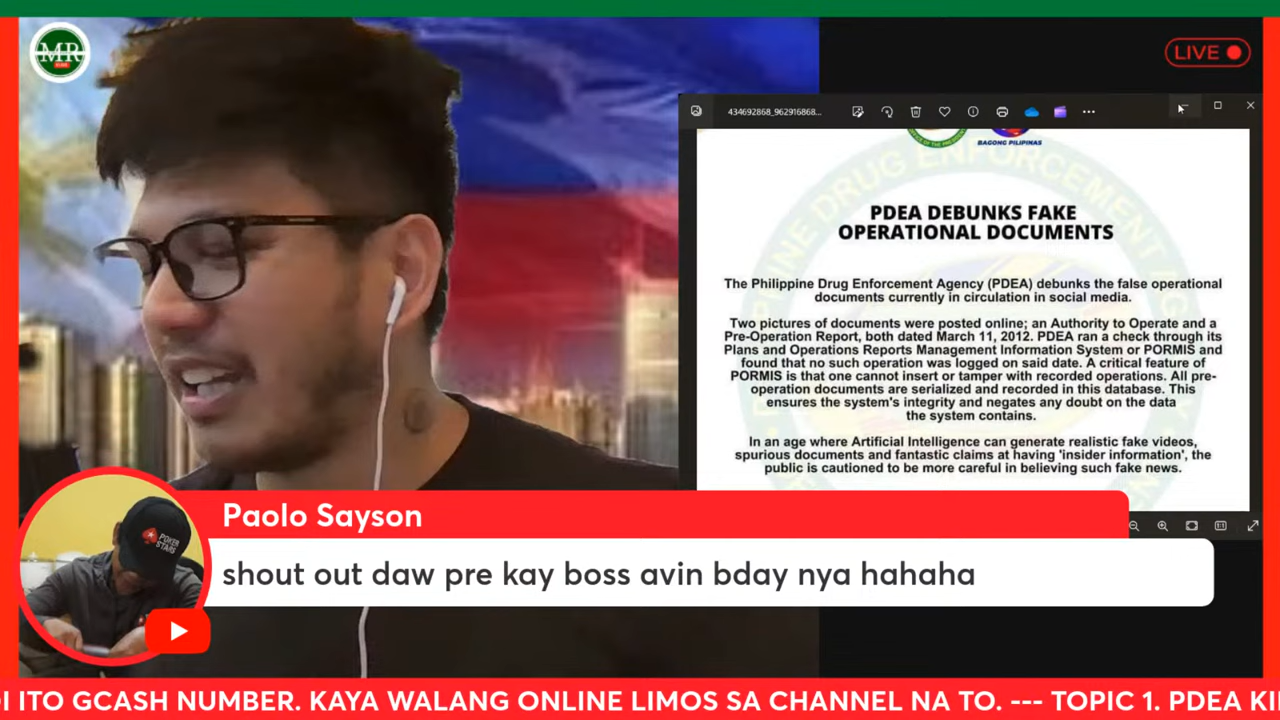 MR
LIVE
434692868_962916868...
BAGONG PILIPINAS
PDEA DEBUNKS FAKE
OPERATIONAL DOCUMENTS
The Philippine Drug Enforcement Agency (PDEA) debunks the false operational
documents currently in circulation in social media.
Two pictures of documents were posted online; an Authority to Operate and a
Pre-Operation Report, both dated March 11, 2012. PDEA ran a check through its
Plans and Operations Reports Management Information System or PORMIS and
found that no such operation was logged on said date. A critical feature of
PORMIS is that one cannot insert or tamper with recorded operations. All pre-
operation documents are serialized and recorded in this database. This
ensures the system's integrity and negates any doubt on the data
the system contains.
In an age where Artificial Intelligence can generate realistic fake videos,
spurious documents and fantastic claims at having 'insider information', the
public is cautioned to be more careful in believing such fake news.
POKER
STARS
Paolo Sayson
shout out daw pre kay boss avin bday nya hahaha
ITO GCASH NUMBER. KAYA WALANG ONLINE LIMOS SA CHANNEL NA TO. --- TOPIC 1. PDEA